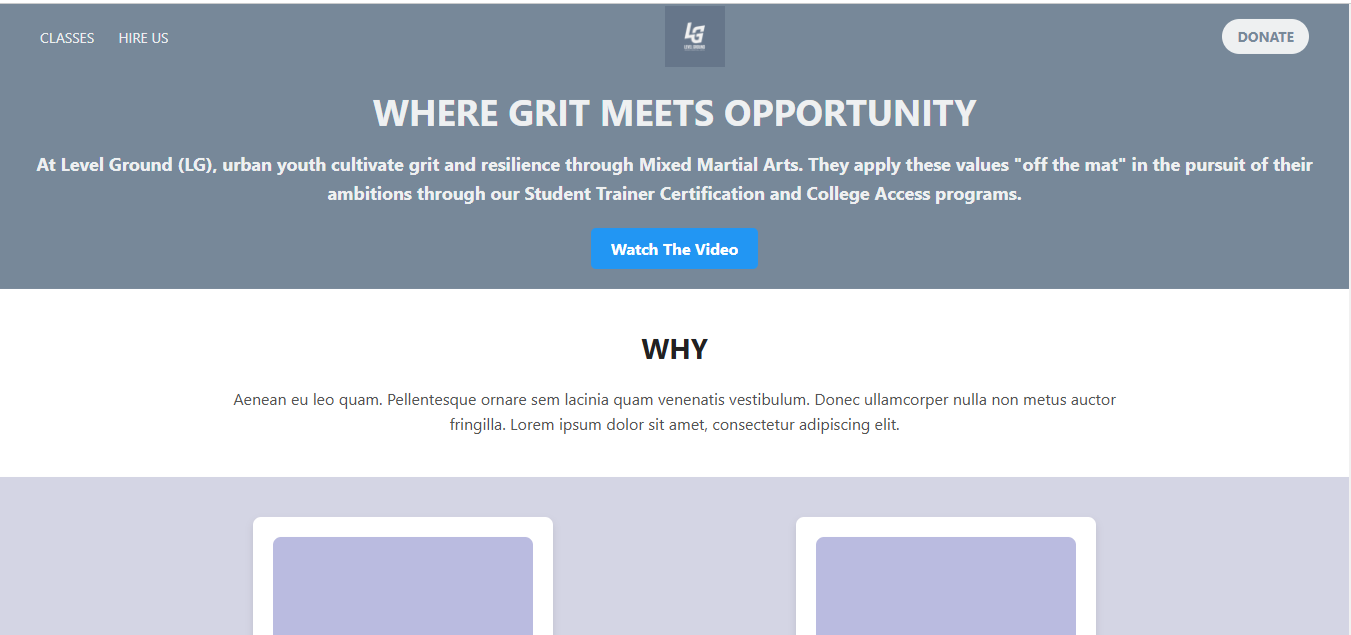 CLASSES HIRE US
LG
LEVEL GROUND
DONATE
WHERE GRIT MEETS OPPORTUNITY
At Level Ground (LG), urban youth cultivate grit and resilience through Mixed Martial Arts. They apply these values "off the mat" in the pursuit of their
ambitions through our Student Trainer Certification and College Access programs.
Watch The Video
WHY
Aenean eu leo quam. Pellentesque ornare sem lacinia quam venenatis vestibulum. Donec ullamcorper nulla non metus auctor
fringilla. Lorem ipsum dolor sit amet, consectetur adipiscing elit.